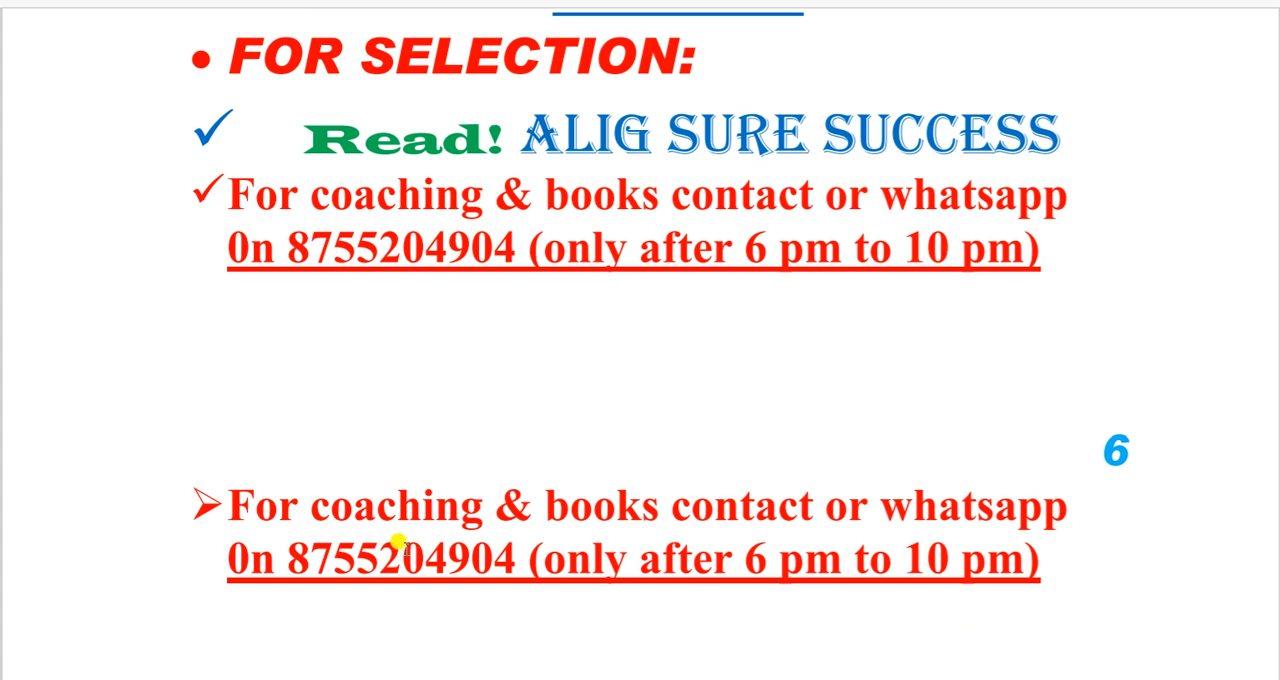 • FOR SELECTION:
✓ Read! ALIG SURE SUCCESS
✓For coaching & books contact or whatsapp
0n 8755204904 (only after 6 pm to 10 pm)
6
➢For coaching & books contact or whatsapp
0n 8755204904 (only after 6 pm to 10 pm)